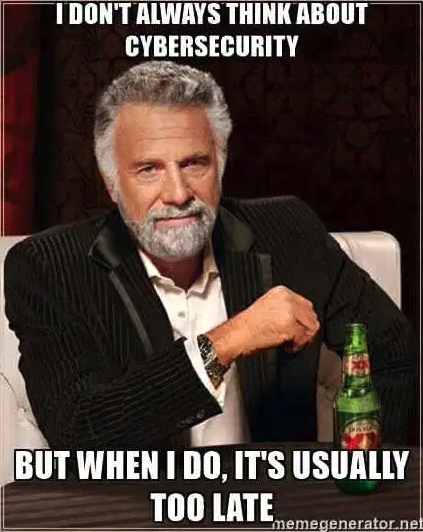 I DON'T ALWAYS THINK ABOUT
CYBERSECURITY
BUT WHEN I DO, IT'S USUALLY
TOO LATE
memegenerator.net